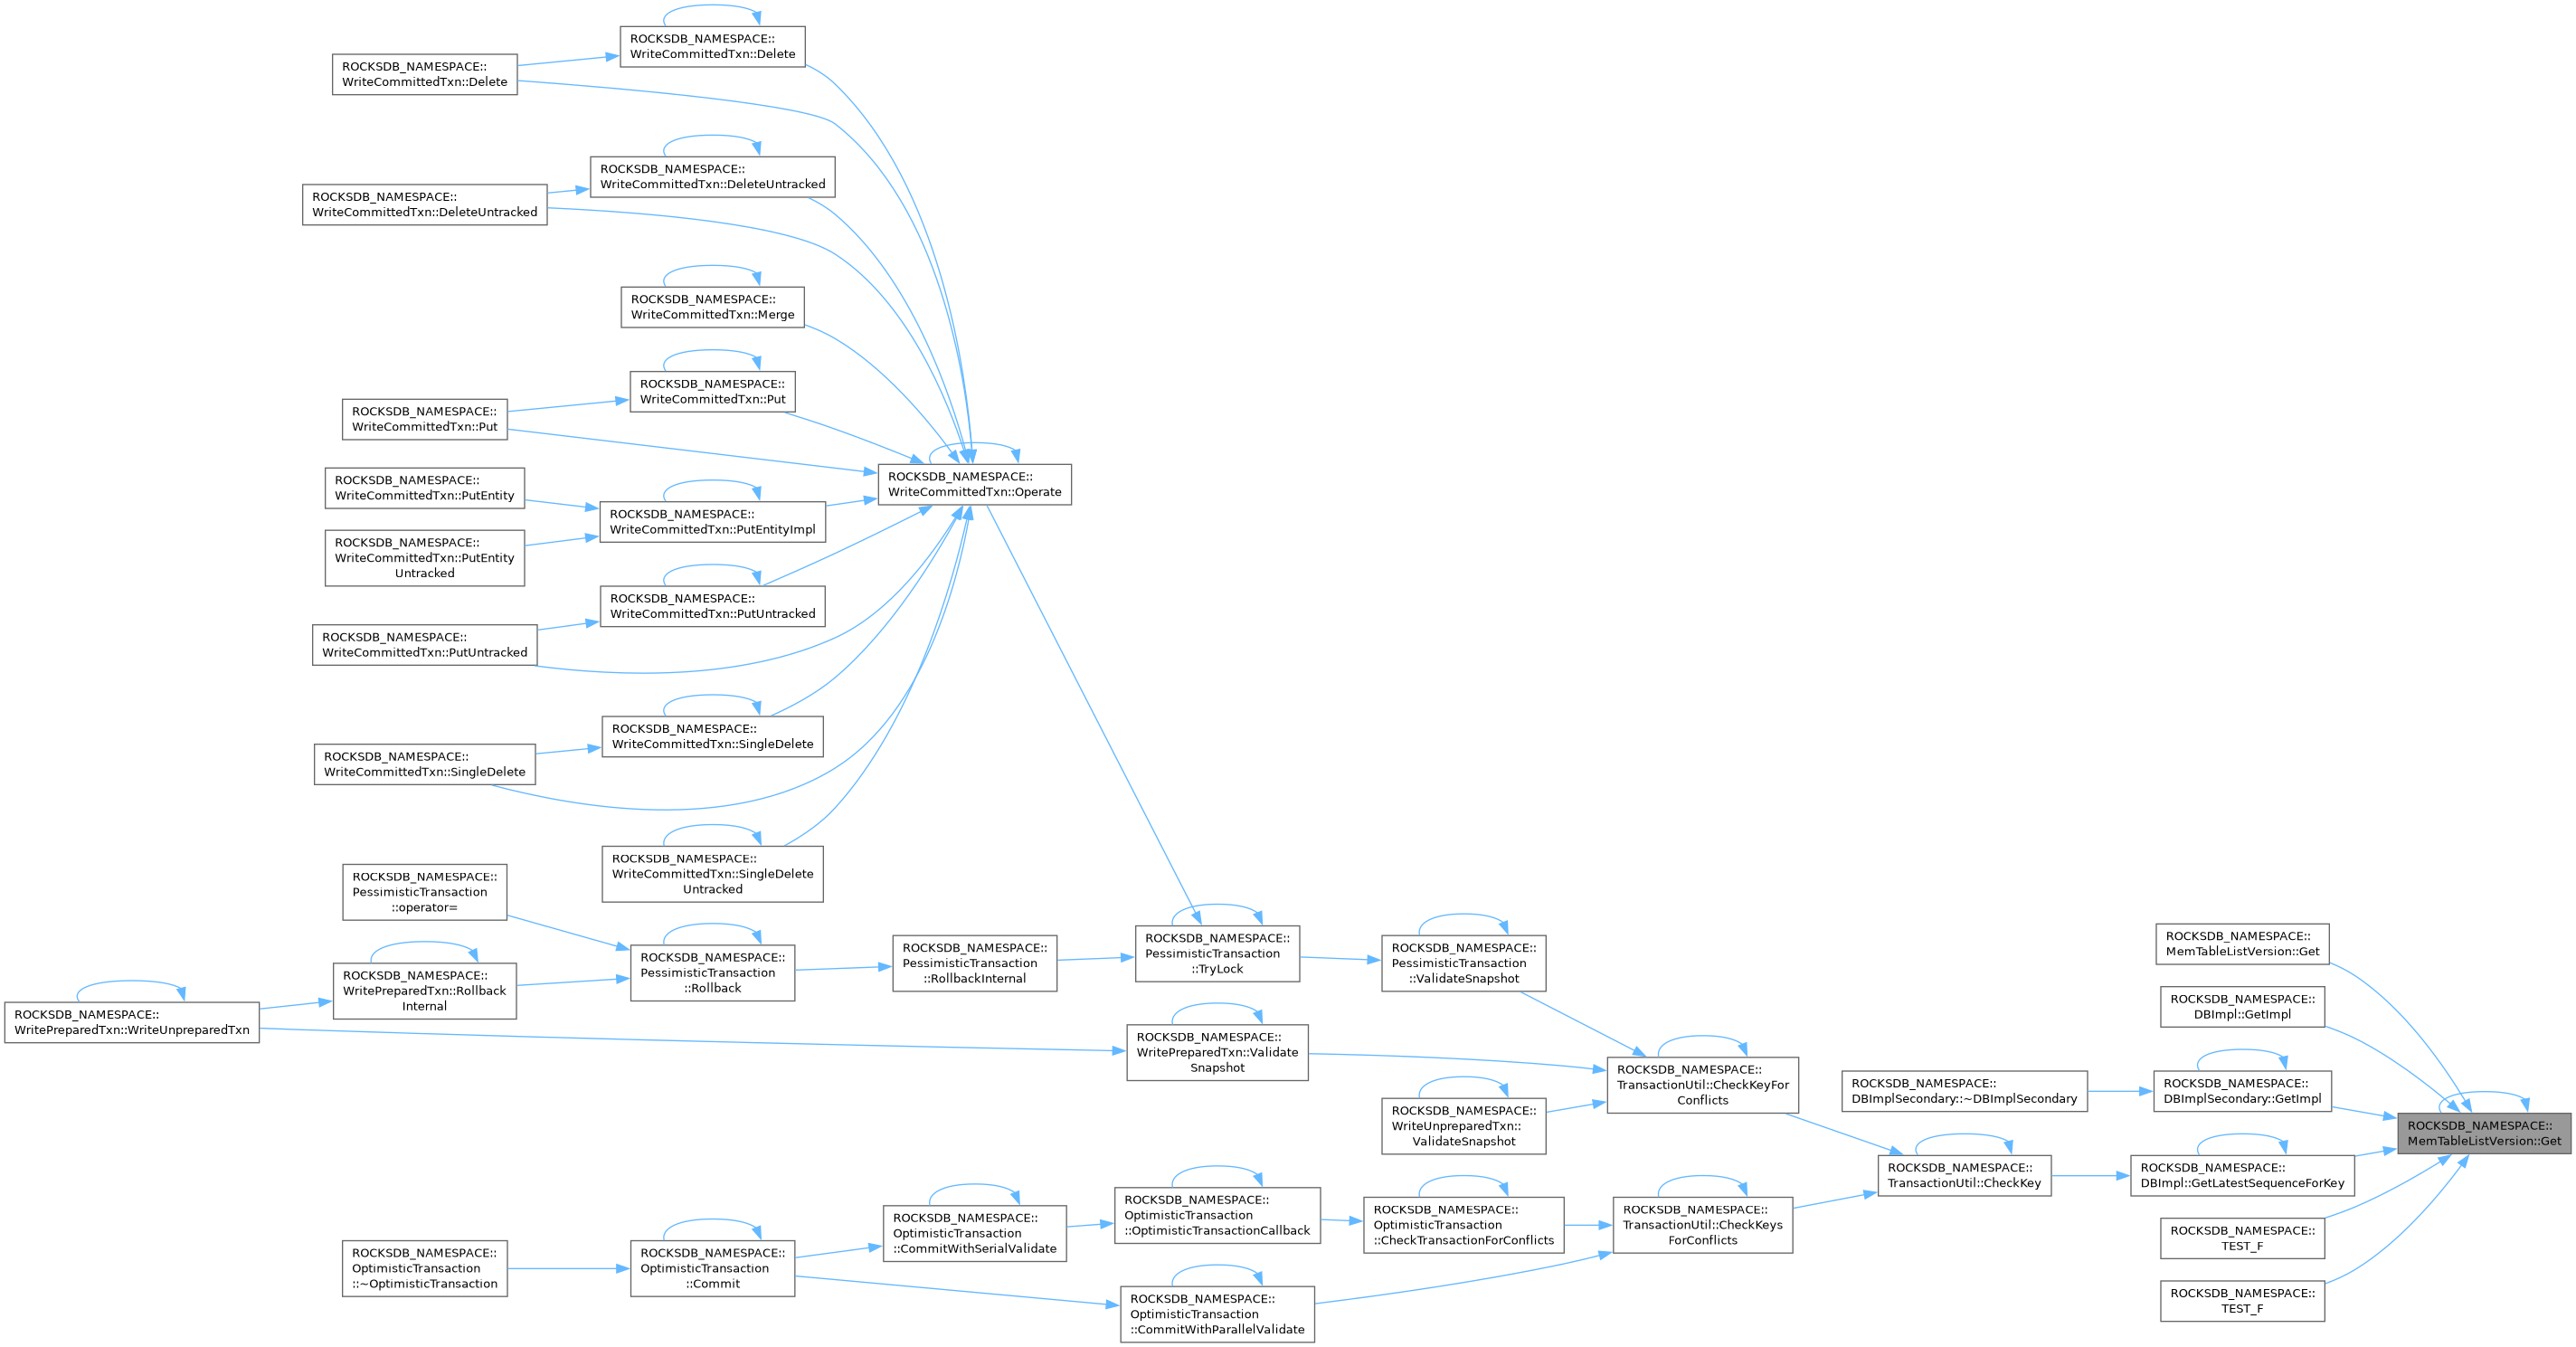 ROCKSDB_NAMESPACE::
WriteCommittedTxn::Delete
ROCKSDB_NAMESPACE::
WriteCommittedTxn::Delete
ROCKSDB_NAMESPACE::
WriteCommittedTxn::DeleteUntracked
ROCKSDB_NAMESPACE::
WriteCommittedTxn::DeleteUntracked
ROCKSDB_NAMESPACE::
WriteCommittedTxn::Merge
ROCKSDB_NAMESPACE::
WriteCommittedTxn::Put
ROCKSDB_NAMESPACE::
WriteCommittedTxn::Put
ROCKSDB_NAMESPACE::
WriteCommittedTxn::Operate
ROCKSDB_NAMESPACE::
WriteCommittedTxn::PutEntity
ROCKSDB_NAMESPACE::
WriteCommittedTxn::PutEntityImpl
ROCKSDB_NAMESPACE::
WriteCommittedTxn::PutEntity
Untracked
ROCKSDB_NAMESPACE::
WriteCommittedTxn::PutUntracked
ROCKSDB_NAMESPACE::
WriteCommittedTxn::PutUntracked
ROCKSDB_NAMESPACE::
WriteCommittedTxn::SingleDelete
ROCKSDB_NAMESPACE::
WriteCommittedTxn::SingleDelete
ROCKSDB_NAMESPACE::
WriteCommittedTxn::SingleDelete
Untracked
ROCKSDB_NAMESPACE::
PessimisticTransaction
::operator=
ROCKSDB_NAMESPACE::
WritePreparedTxn::Rollback
Internal
ROCKSDB_NAMESPACE::
WritePreparedTxn::WriteUnpreparedTxn
ROCKSDB_NAMESPACE::
PessimisticTransaction
::Rollback
ROCKSDB_NAMESPACE::
PessimisticTransaction
::RollbackInternal
ROCKSDB_NAMESPACE::
PessimisticTransaction
::TryLock
ROCKSDB_NAMESPACE::
PessimisticTransaction
::ValidateSnapshot
ROCKSDB_NAMESPACE::
WritePreparedTxn::Validate
Snapshot
ROCKSDB_NAMESPACE::
WriteUnpreparedTxn::
ValidateSnapshot
ROCKSDB_NAMESPACE::
TransactionUtil::CheckKeyFor
Conflicts
ROCKSDB_NAMESPACE::
MemTableListVersion::Get
ROCKSDB_NAMESPACE::
DBImpl::GetImpl
ROCKSDB_NAMESPACE::
DBImplSecondary::~DBImplSecondary
ROCKSDB_NAMESPACE::
DBImplSecondary::GetImpl
ROCKSDB_NAMESPACE::
MemTableListVersion::Get
ROCKSDB_NAMESPACE::
TransactionUtil::CheckKey
ROCKSDB_NAMESPACE::
DBImpl::GetLatestSequenceForKey
ROCKSDB_NAMESPACE::
TEST_F
ROCKSDB_NAMESPACE::
TEST_F
ROCKSDB_NAMESPACE::
TransactionUtil::CheckKeys
ForConflicts
ROCKSDB_NAMESPACE::
OptimisticTransaction
::CheckTransactionForConflicts
ROCKSDB_NAMESPACE::
OptimisticTransaction
::OptimisticTransactionCallback
ROCKSDB_NAMESPACE::
OptimisticTransaction
::CommitWithSerialValidate
ROCKSDB_NAMESPACE::
OptimisticTransaction
::Commit
ROCKSDB_NAMESPACE::
OptimisticTransaction
::~OptimisticTransaction
ROCKSDB_NAMESPACE::
OptimisticTransaction
::CommitWithParallelValidate